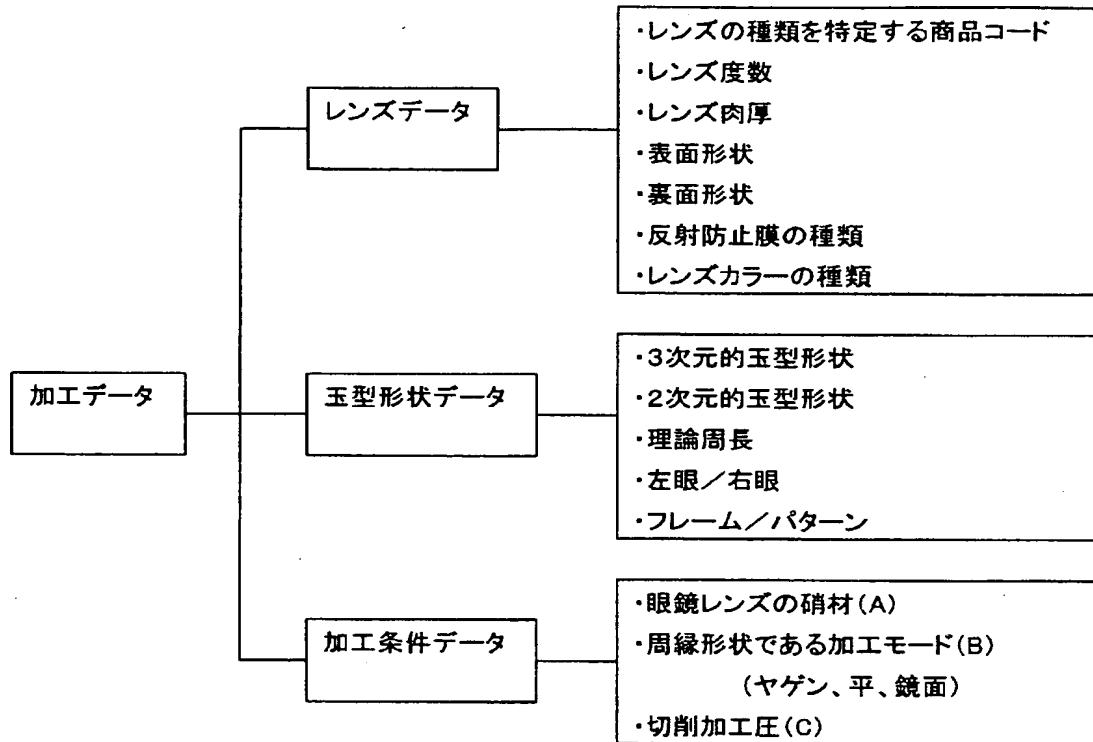 レンズデータ
・レンズの種類を特定する商品コード
・レンズ度数
・レンズ肉厚
・表面形状
・裏面形状
・反射防止膜の種類
・レンズカラーの種類
加工データ
玉型形状データ
・3次元的玉型形状
・2次元的玉型形状
・理論周長
・左眼／右眼
・フレーム／パターン
加工条件データ
・眼鏡レンズの硝材(A)
・周縁形状である加工モード(B)
(ヤゲン、平、鏡面)
・切削加工圧(C)